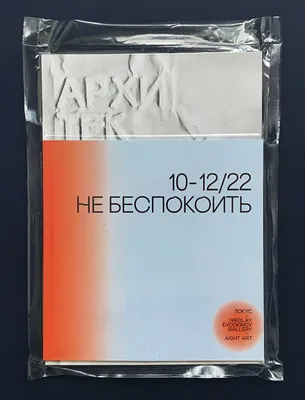 АРХИ
ТЕК
10-12/22
НЕ БЕСПОКОИТЬ
ЛОКУС
NIKOLAY
EVDOKIMOV
GALLERY
AIGHT ART